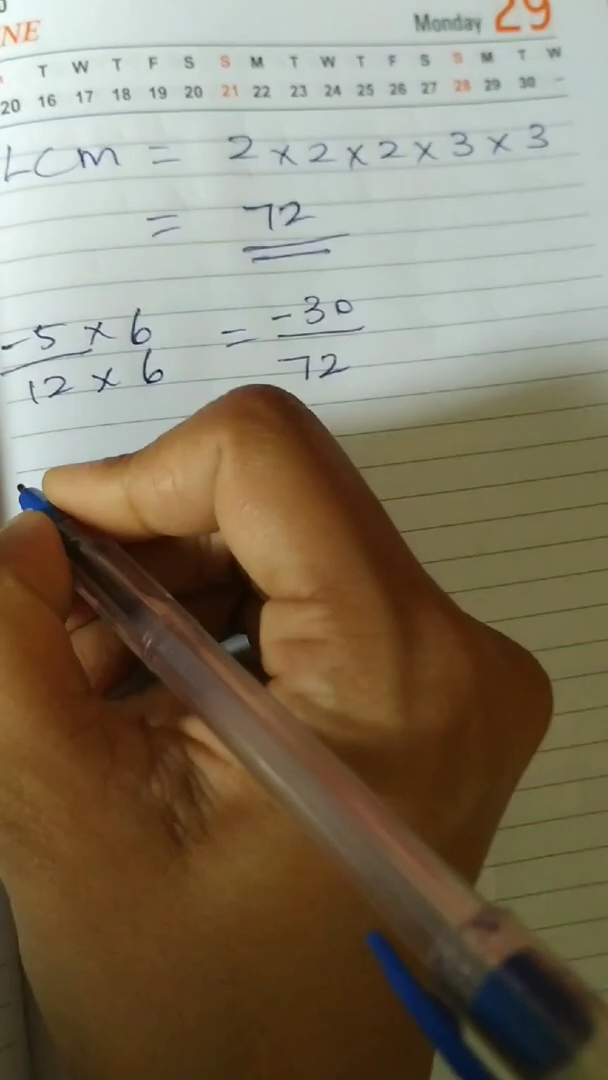 NE Monday 29
T W T F S S M T W T F S S M T W
20 16 17 18 19 20 21 22 23 24 25 26 27 28 29 30 –
LCM = 2 × 2 × 2 × 3 × 3
= 72
-5 × 6 = -30
12 × 6 72